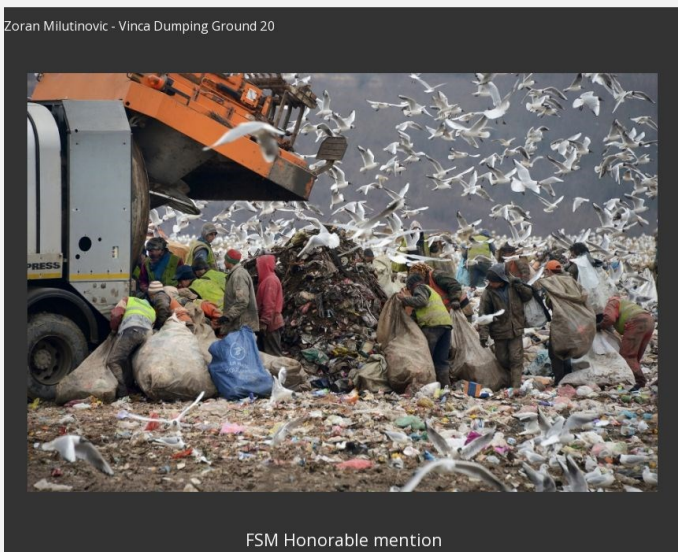 Zoran Milutinovic - Vinca Dumping Ground 20
PRESS
FSM Honorable mention